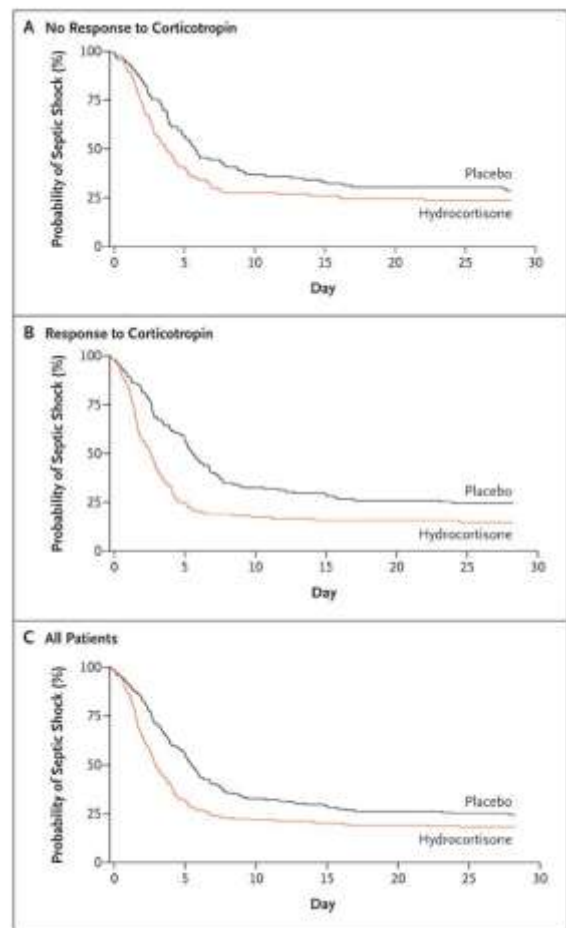 A No Response to Corticotropin
Probability of Septic Shock (%)
100
75
50
25
0
Placebo
Hydrocortisone
0 5 10 15 20 25 30
Day
B Response to Corticotropin
Probability of Septic Shock (%)
100
75
50
25
0
Placebo
Hydrocortisone
0 5 10 15 20 25 30
Day
C All Patients
Probability of Septic Shock (%)
100
75
50
25
0
Placebo
Hydrocortisone
0 5 10 15 20 25 30
Day